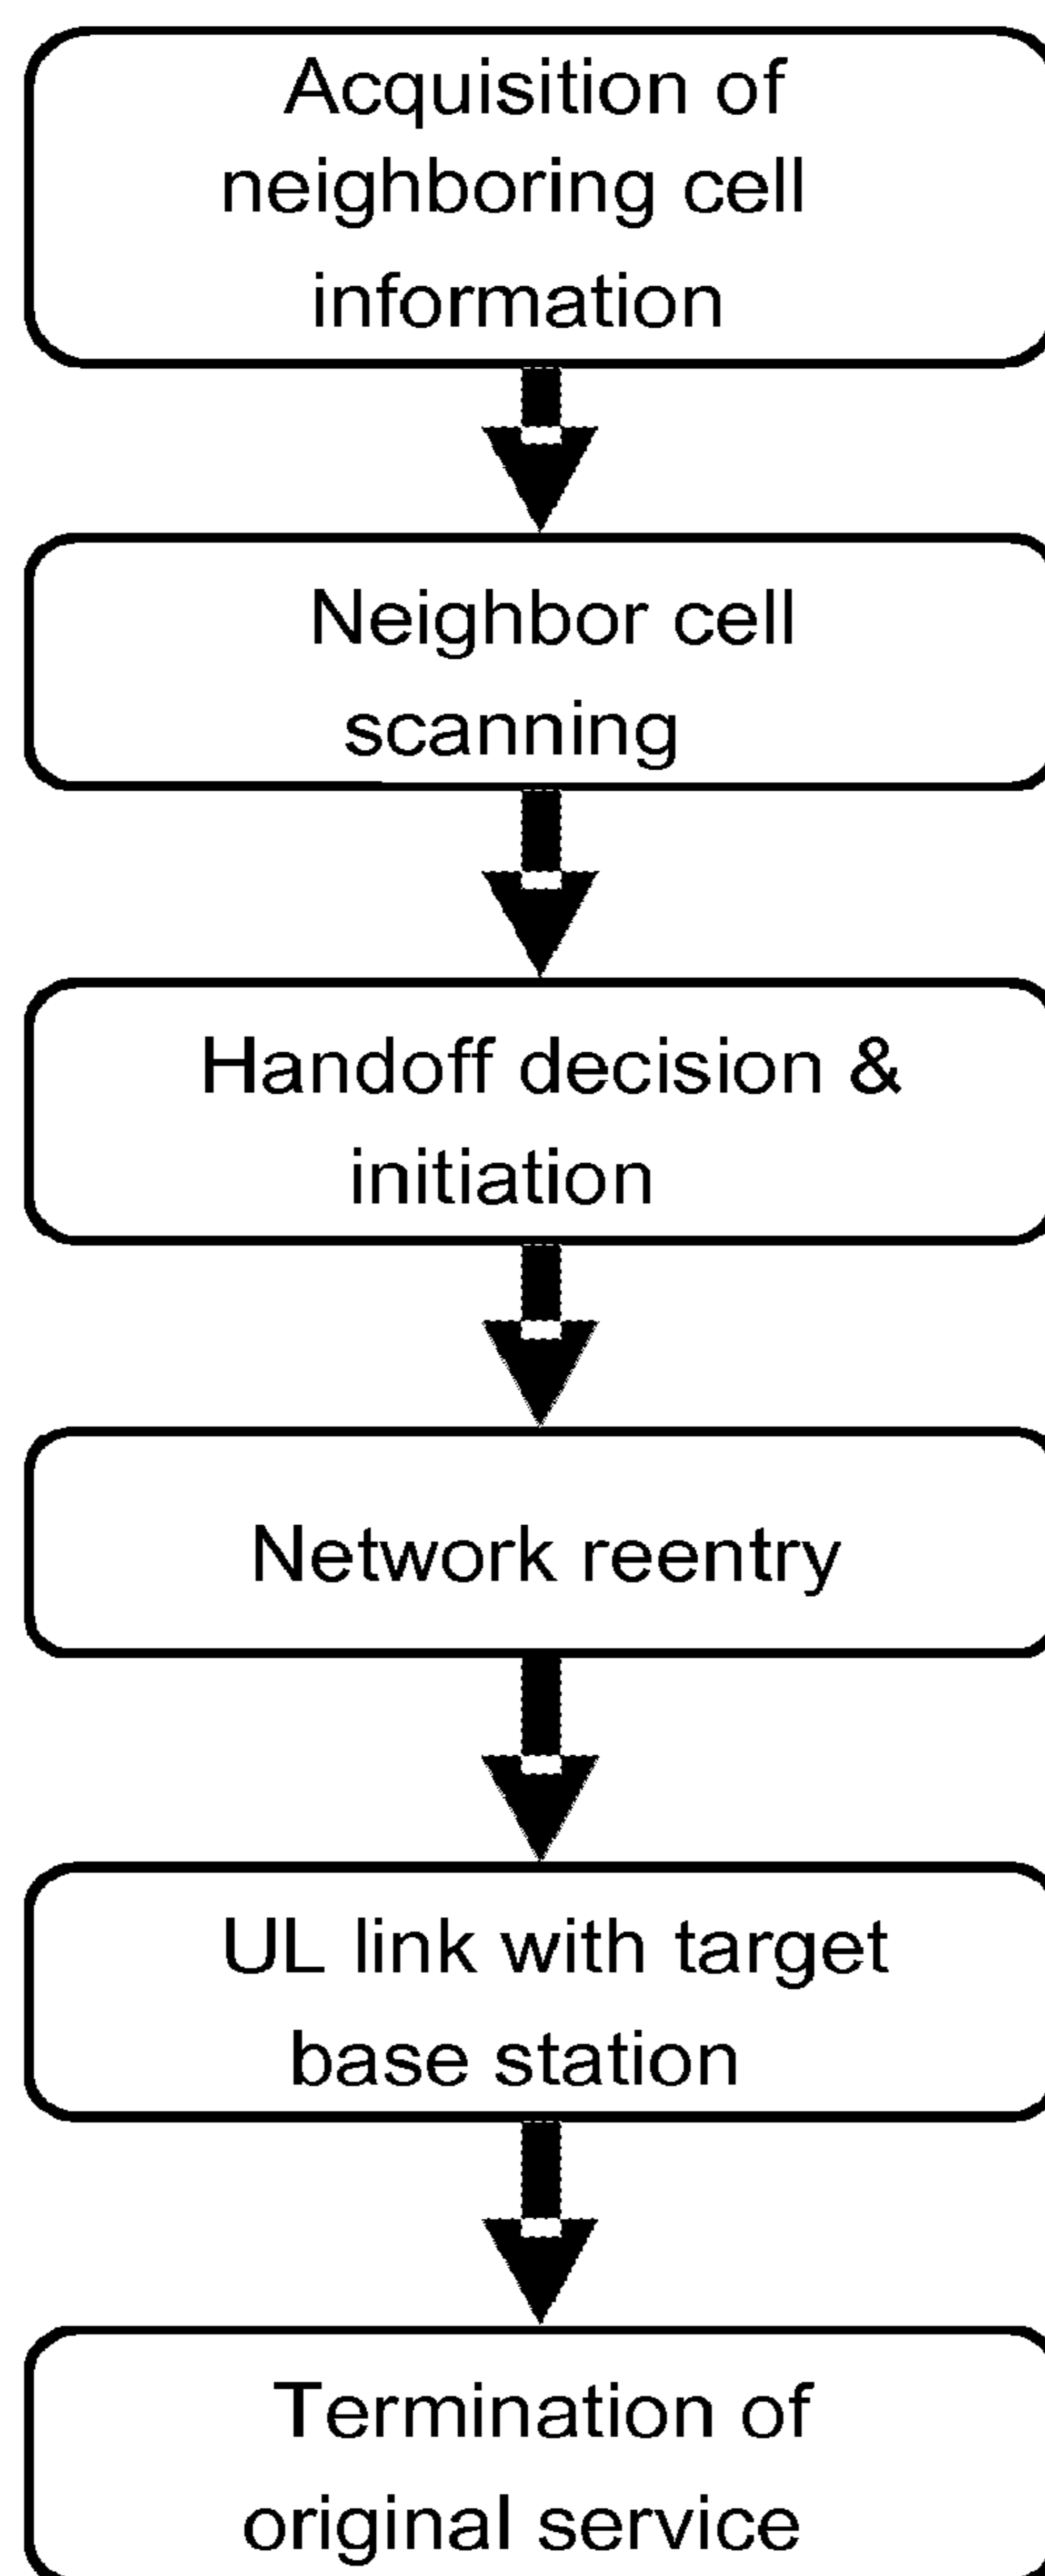 Acquisition of
neighboring cell
information
Neighbor cell
scanning
Handoff decision &
initiation
Network reentry
UL link with target
base station
Termination of
original service